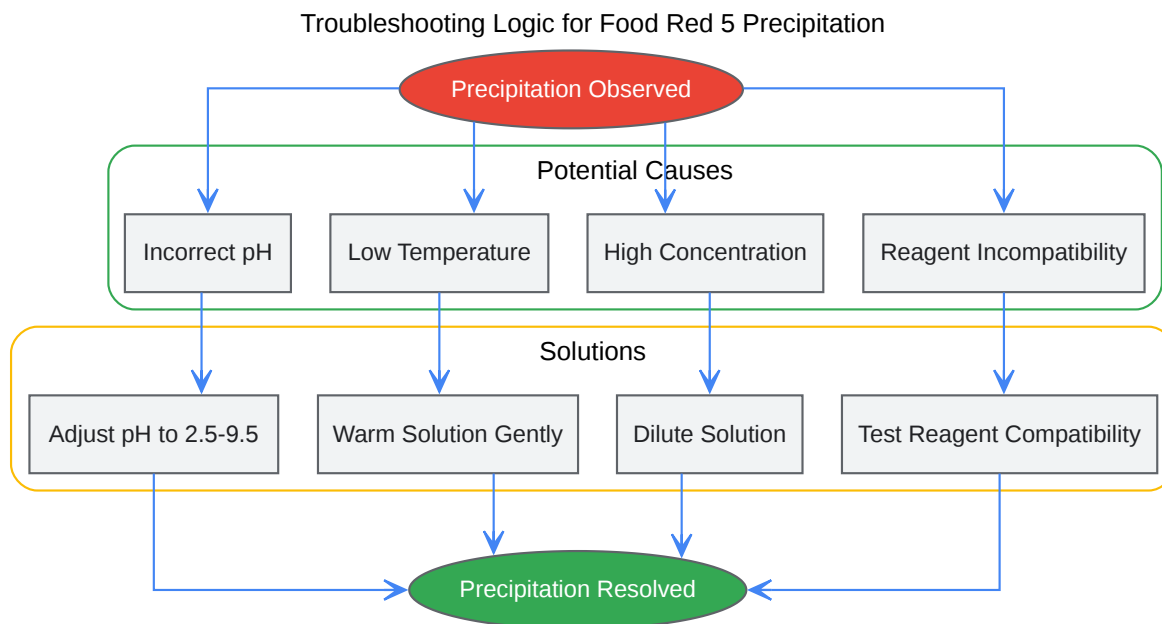 Troubleshooting Logic for Food Red 5 Precipitation
Precipitation Observed
Potential Causes
Incorrect pH
Low Temperature
High Concentration
Reagent Incompatibility
Solutions
Adjust pH to 2.5-9.5
Warm Solution Gently
Dilute Solution
Test Reagent Compatibility
Precipitation Resolved